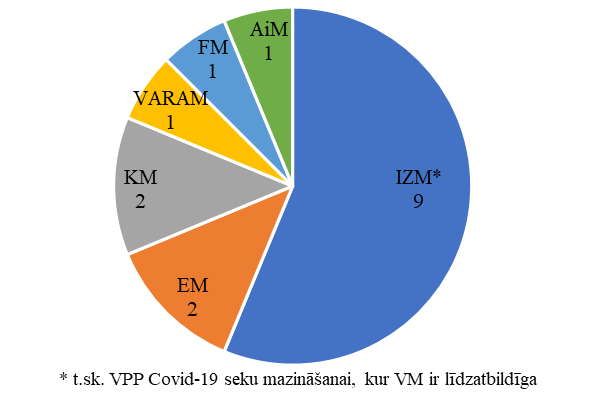 AiM
1
FM
1
VARAM
1
KM
2
IZM*
9
EM
2
* t.sk. VPP Covid-19 seku mazināšanai, kur VM ir līdzatbildīga